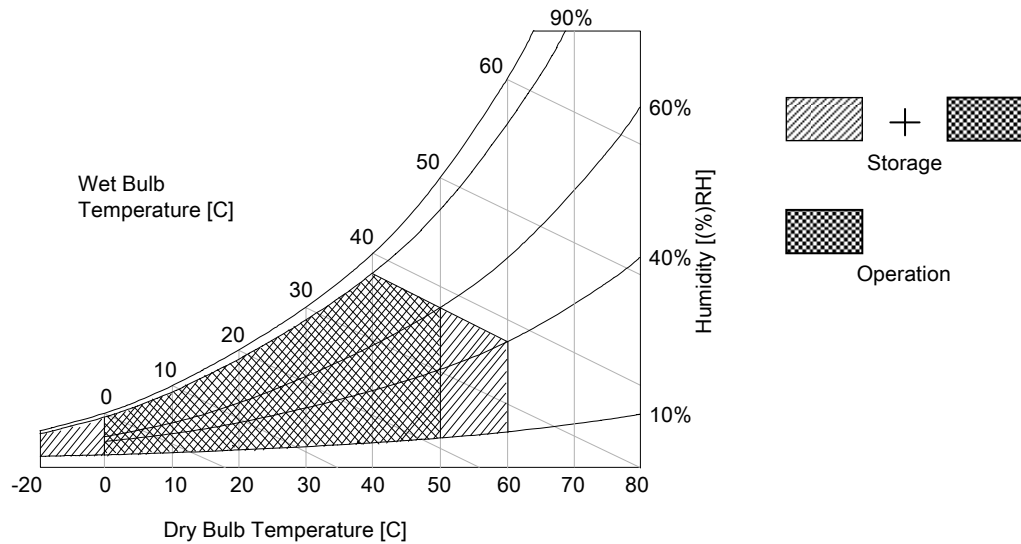 90%
60
60%
50
Wet Bulb
Temperature [C]
Storage
40
40%
Humidity [(%)RH]
30
Operation
20
10
0
10%
-20 0 10 20 30 40 50 60 70 80
Dry Bulb Temperature [C]